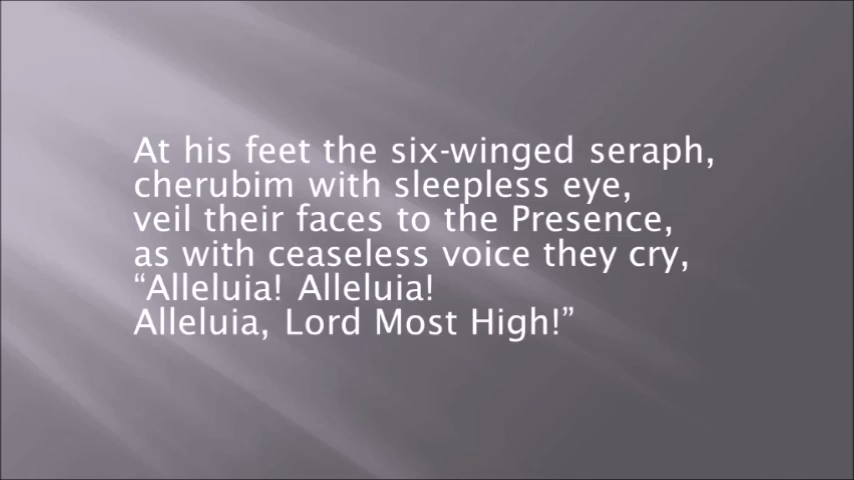 At his feet the six-winged seraph,
cherubim with sleepless eye,
veil their faces to the Presence,
as with ceaseless voice they cry,
“Alleluia! Alleluia!
Alleluia, Lord Most High!”